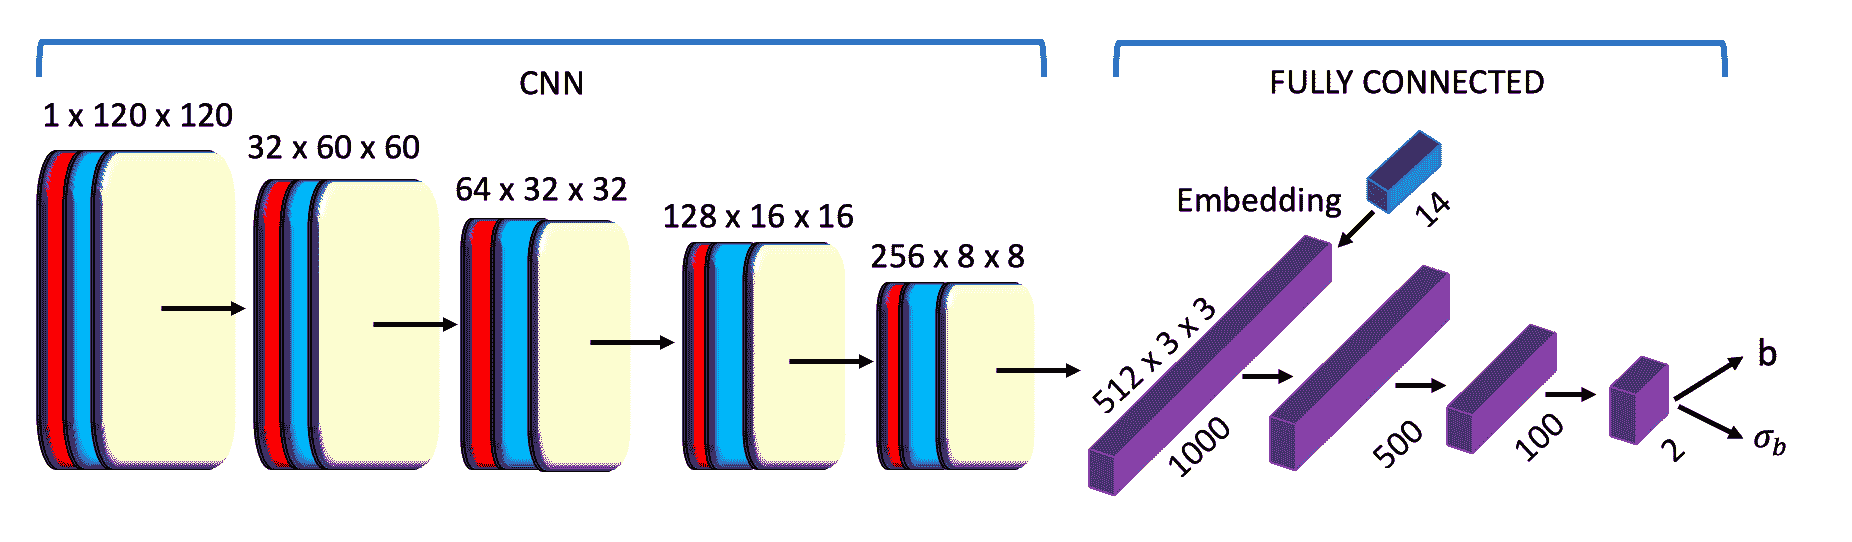 CNN
FULLY CONNECTED
1 x 120 x 120
32 x 60 x 60
64 x 32 x 32
128 x 16 x 16
256 x 8 x 8
Embedding
14
512 x 3 x 3
1000
500
100
2
b
σ_b